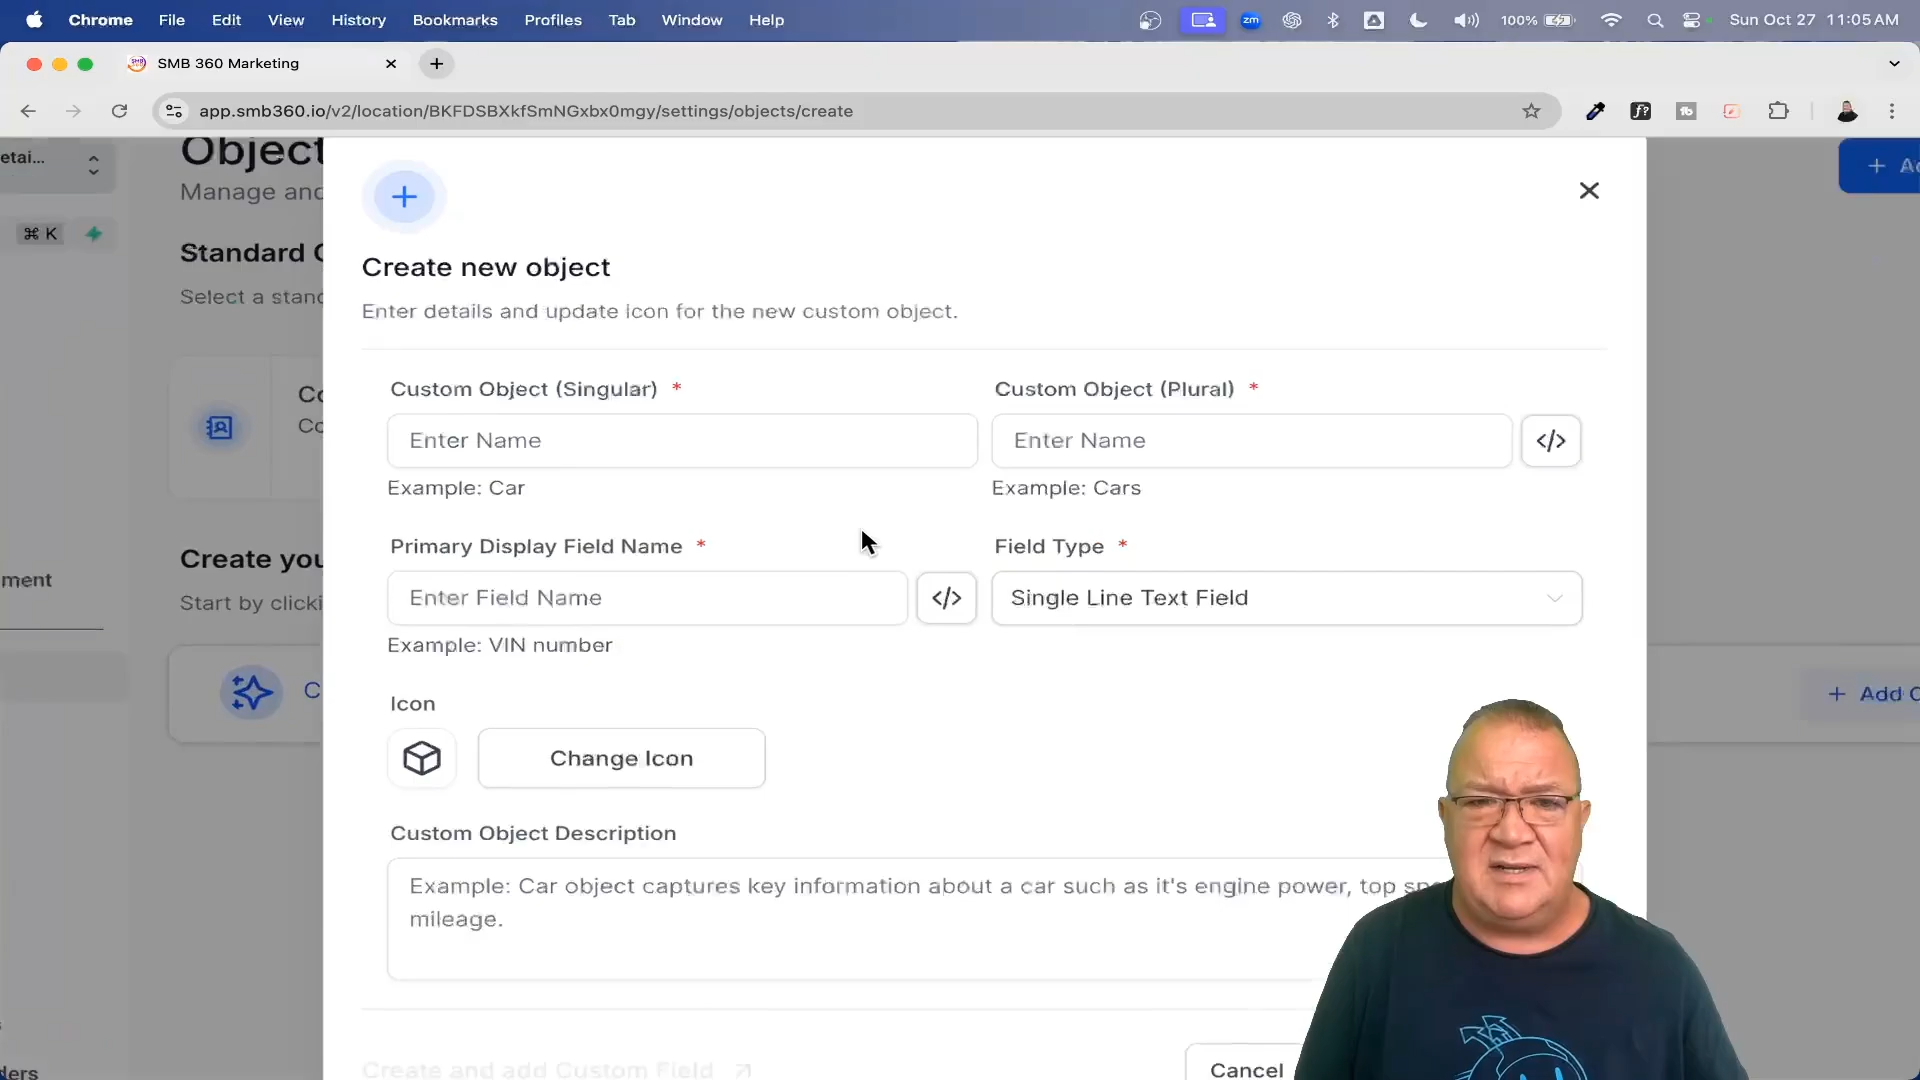 Chrome File Edit View History Bookmarks Profiles Tab Window Help zm 100% Sun Oct 27 11:05 AM
SMB 360 Marketing
app.smb360.io/v2/location/BKFDSBXkfSmNGxbx0mgy/settings/objects/create
etai...
Object
Manage and
⌘ K
Standard
Select a stand
Create you
ment
Start by clicki
+ Add
Create new object
Enter details and update icon for the new custom object.
Custom Object (Singular) *
Custom Object (Plural) *
Enter Name
Enter Name
</>
Example: Car
Example: Cars
Primary Display Field Name *
Field Type *
Enter Field Name
</>
Single Line Text Field
Example: VIN number
Icon
Change Icon
Custom Object Description
Example: Car object captures key information about a car such as it's engine power, top
mileage.
Create and add Custom Field
Cancel